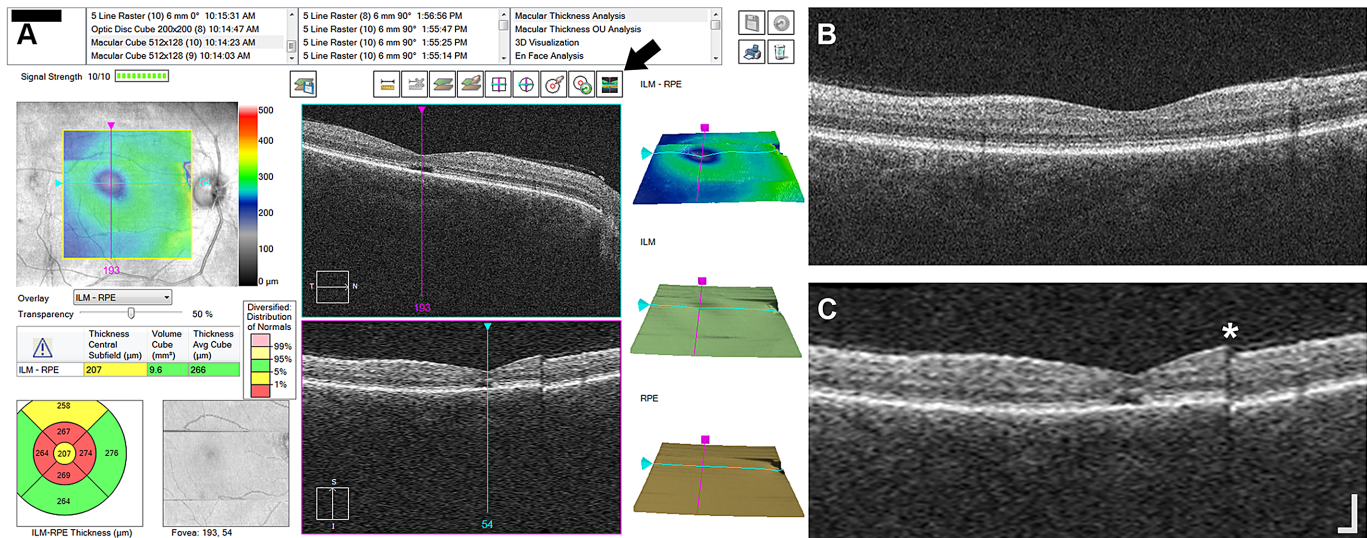 A
5 Line Raster (10) 6 mm 0° 10:15:31 AM
Optic Disc Cube 200x200 (8) 10:14:47 AM
Macular Cube 512x128 (10) 10:14:23 AM
Macular Cube 512x128 (9) 10:14:03 AM
5 Line Raster (8) 6 mm 90° 1:56:56 PM
5 Line Raster (10) 6 mm 90° 1:55:47 PM
5 Line Raster (10) 6 mm 90° 1:55:25 PM
5 Line Raster (10) 6 mm 90° 1:55:14 PM
Macular Thickness Analysis
Macular Thickness OU Analysis
3D Visualization
En Face Analysis
Signal Strength 10/10
500
400
300
200
100
0 µm
193
Overlay ILM - RPE
Transparency 50 %
Thickness Central Subfield (µm)
Volume Cube (mm³)
Thickness Avg Cube (µm)
ILM - RPE 207 9.6 266
Diversified:
Distribution
of Normals
99%
95%
5%
1%
258
267
264 207 274 276
269
264
ILM-RPE Thickness (µm)
Fovea: 193, 54
T N
193
S
I
54
ILM - RPE
ILM
RPE
B
C
*